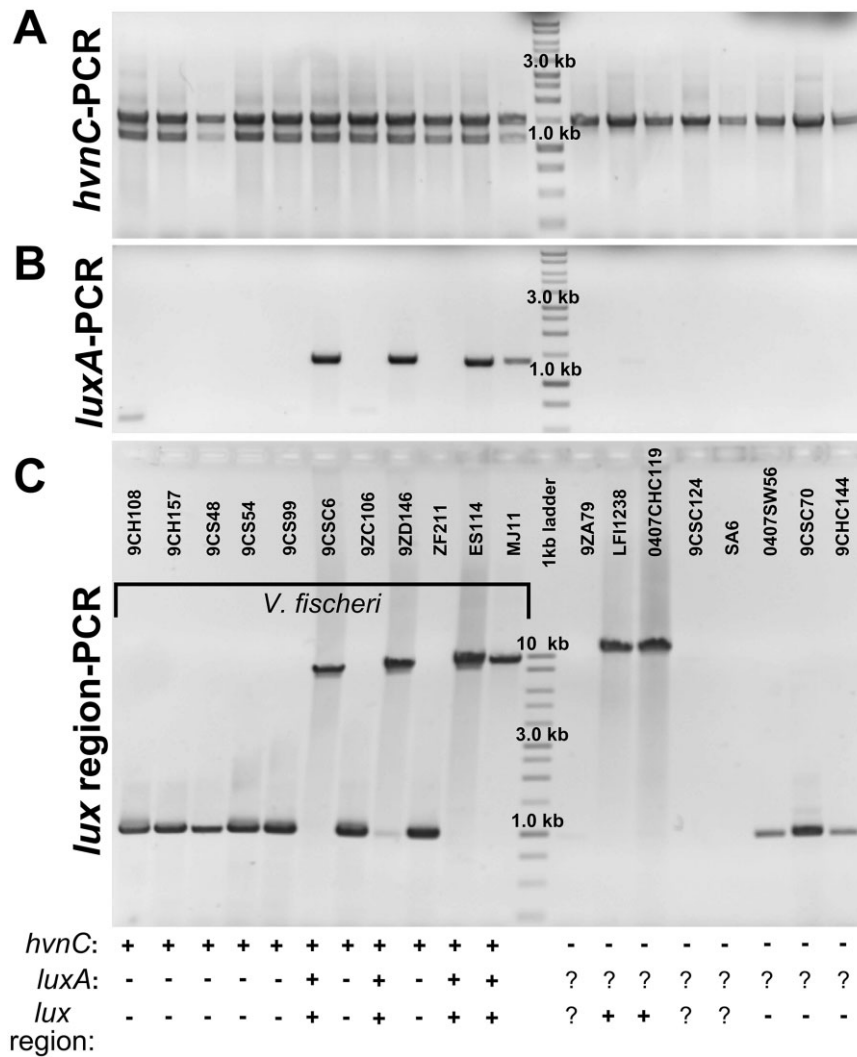 A
hvnC-PCR
3.0 kb
1.0 kb
B
luxA-PCR
3.0 kb
1.0 kb
C
lux region-PCR
9CH108
9CH157
9CS48
9CS54
9CS99
9CSC6
9ZC106
9ZD146
ZF211
ES114
MJ11
1kb ladder
9ZA79
LFI1238
0407CHC119
9CSC124
SA6
0407SW56
9CSC70
9CHC144
V. fischeri
10 kb
3.0 kb
1.0 kb
hvnC: + + + + + + + + + + + - - - - - - - -
luxA: - - - - - + - + - + + ? ? ? ? ? ? ? ?
lux - - - - - + - + - + + ? + + ? ? - - -
region: